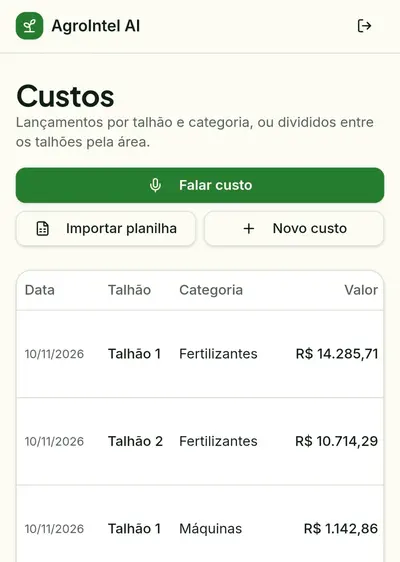 AgroIntel AI
Custos
Lançamentos por talhão e categoria, ou divididos entre
os talhões pela área.
Falar custo
Importar planilha
Novo custo
Data Talhão Categoria Valor
10/11/2026 Talhão 1 Fertilizantes R$ 14.285,71
10/11/2026 Talhão 2 Fertilizantes R$ 10.714,29
10/11/2026 Talhão 1 Máquinas R$ 1.142,86